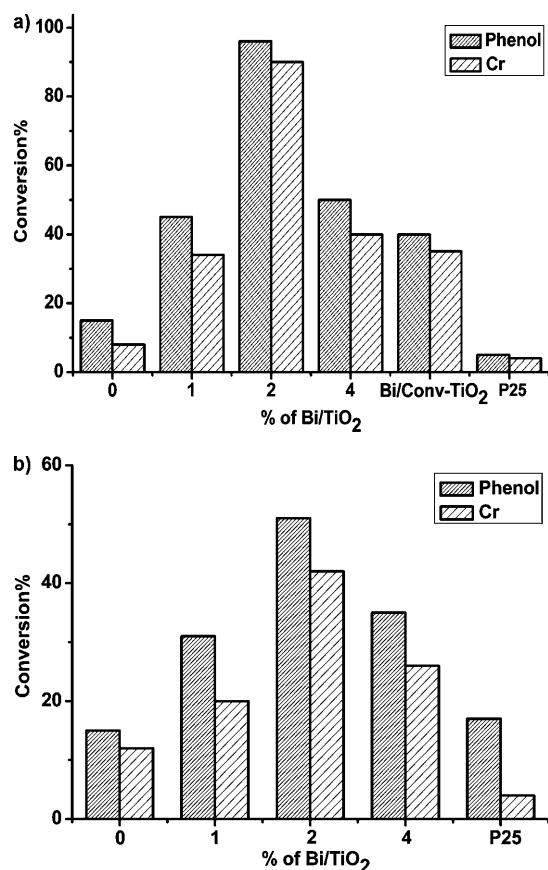 a)
Phenol
Cr
100
80
60
40
20
0
Conversion%
0 1 2 4 Bi/Conv-TiO2 P25
% of Bi/TiO2
b)
Phenol
Cr
60
40
20
0
Conversion%
0 1 2 4 P25
% of Bi/TiO2